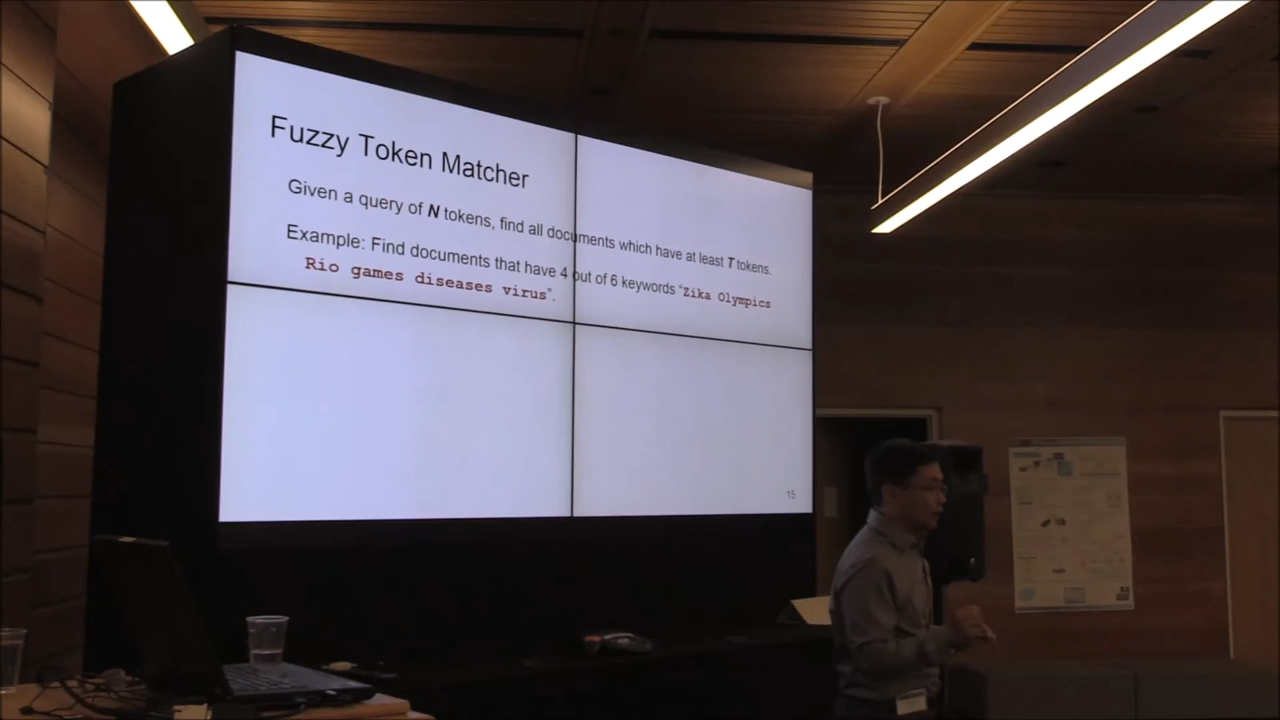 Fuzzy Token Matcher
Given a query of N tokens, find all documents which have at least T tokens.
Example: Find documents that have 4 out of 6 keywords “Zika Olympics
Rio games diseases virus”.
15